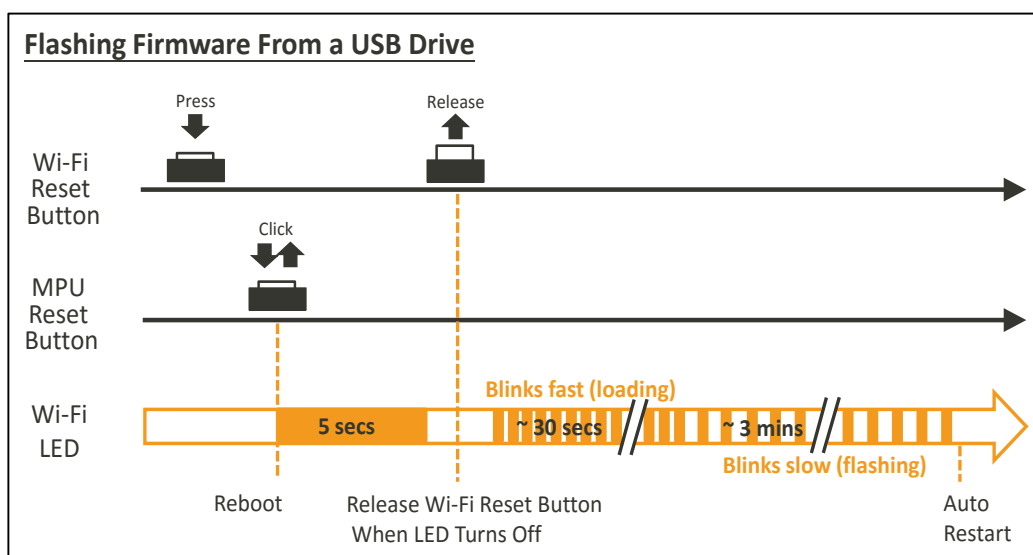 Flashing Firmware From a USB Drive
Press
Release
Wi-Fi
Reset
Button
Click
MPU
Reset
Button
Blinks fast (loading)
Wi-Fi
LED
5 secs
~ 30 secs
~ 3 mins
Blinks slow (flashing)
Reboot
Release Wi-Fi Reset Button
When LED Turns Off
Auto
Restart